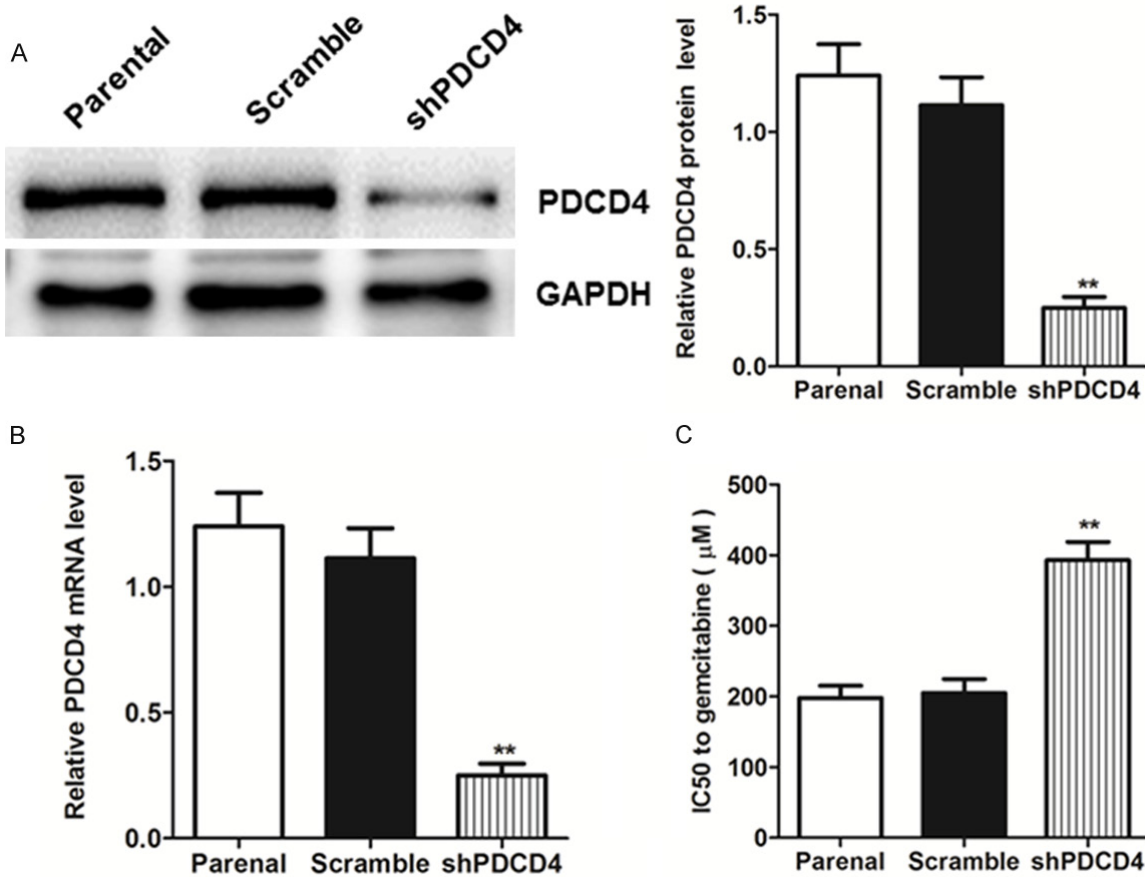 A
Parental
Scramble
shPDCD4
PDCD4
GAPDH
Relative PDCD4 protein level
1.5
1.0
0.5
0.0
**
Parenal Scramble shPDCD4
B
Relative PDCD4 mRNA level
1.5
1.0
0.5
0.0
**
Parenal Scramble shPDCD4
C
IC50 to gemcitabine ( μM )
500
400
300
200
100
0
**
Parenal Scramble shPDCD4